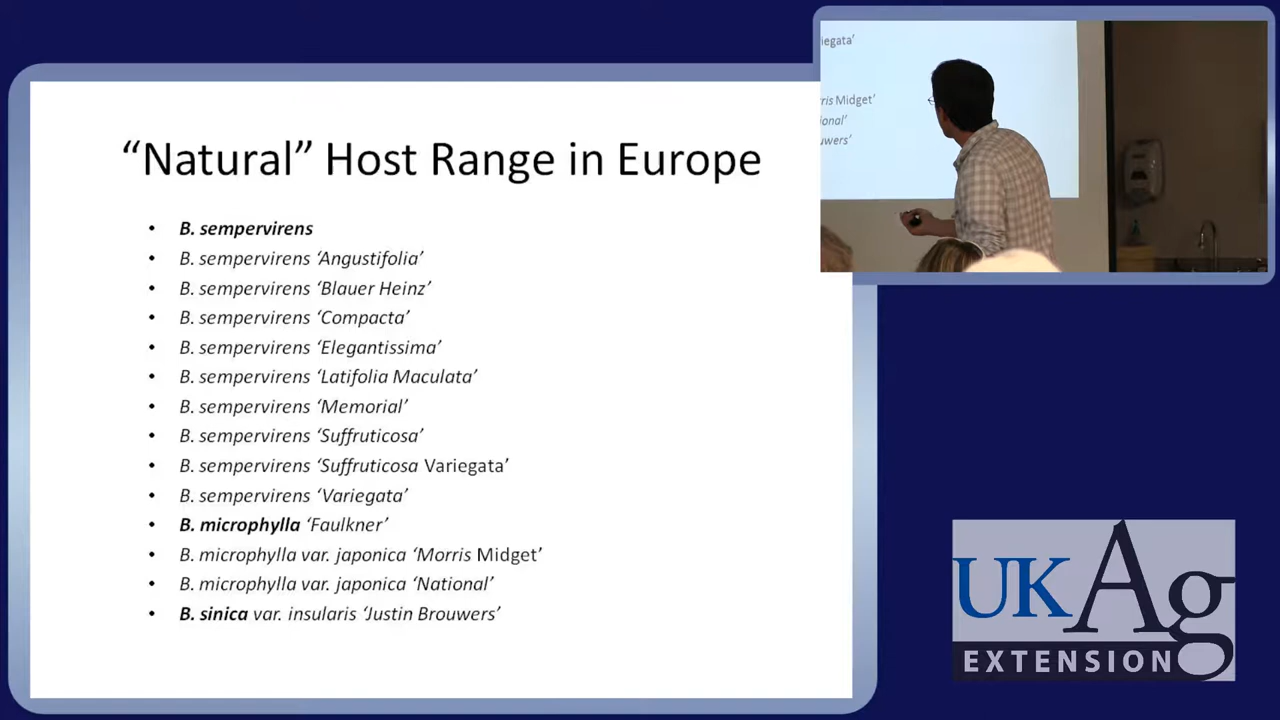 “Natural” Host Range in Europe
• B. sempervirens
• B. sempervirens ‘Angustifolia’
• B. sempervirens ‘Blauer Heinz’
• B. sempervirens ‘Compacta’
• B. sempervirens ‘Elegantissima’
• B. sempervirens ‘Latifolia Maculata’
• B. sempervirens ‘Memorial’
• B. sempervirens ‘Suffruticosa’
• B. sempervirens ‘Suffruticosa Variegata’
• B. sempervirens ‘Variegata’
• B. microphylla ‘Faulkner’
• B. microphylla var. japonica ‘Morris Midget’
• B. microphylla var. japonica ‘National’
• B. sinica var. insularis ‘Justin Brouwers’
iegata’
ris Midget’
ional’
uwers’
UKAg
EXTENSION